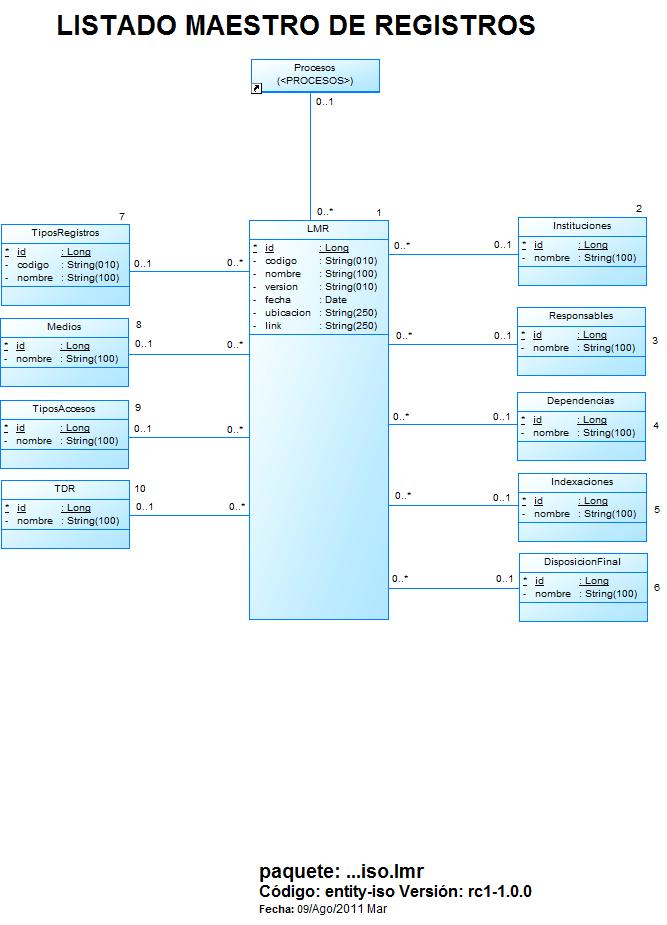 LISTADO MAESTRO DE REGISTROS
Procesos
(<PROCESOS>)
0..1
0..*
1
LMR
* id : Long
- codigo : String(010)
- nombre : String(100)
- version : String(010)
- fecha : Date
- ubicacion : String(250)
- link : String(250)
7
TiposRegistros
* id : Long
- codigo : String(010)
- nombre : String(100)
0..1
0..*
8
Medios
* id : Long
- nombre : String(100)
0..1
0..*
9
TiposAccesos
* id : Long
- nombre : String(100)
0..1
0..*
10
TDR
* id : Long
- nombre : String(100)
0..1
0..*
2
Instituciones
* id : Long
- nombre : String(100)
0..*
0..1
Responsables
* id : Long
- nombre : String(100)
3
0..*
0..1
Dependencias
* id : Long
- nombre : String(100)
4
0..*
0..1
Indexaciones
* id : Long
- nombre : String(100)
5
0..*
0..1
DisposicionFinal
* id : Long
- nombre : String(100)
6
0..*
0..1
paquete: ...iso.lmr
Código: entity-iso Versión: rc1-1.0.0
Fecha: 09/Ago/2011 Mar